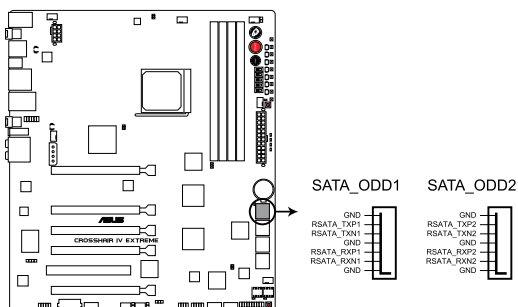 SATA_ODD1
GND
RSATA_TXP1
RSATA_TXN1
GND
RSATA_RXP1
RSATA_RXN1
GND
SATA_ODD2
GND
RSATA_TXP2
RSATA_TXN2
GND
RSATA_RXP2
RSATA_RXN2
GND
ASUS
CROSSHAIR IV EXTREME